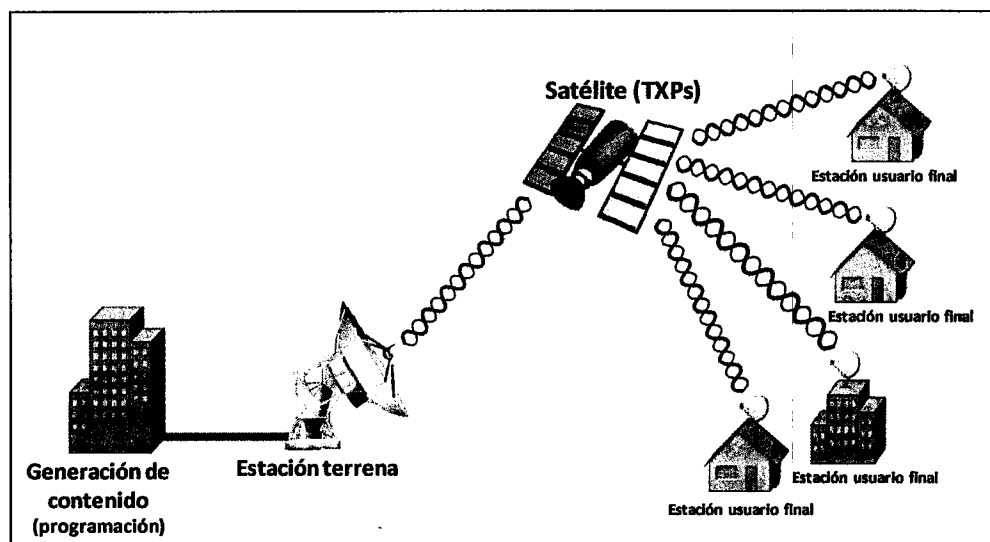 Satélite (TXPs)
Estación usuario final
Estación usuario final
Estación usuario final
Estación usuario final
Estación terrena
Generación de
contenido
(programación)